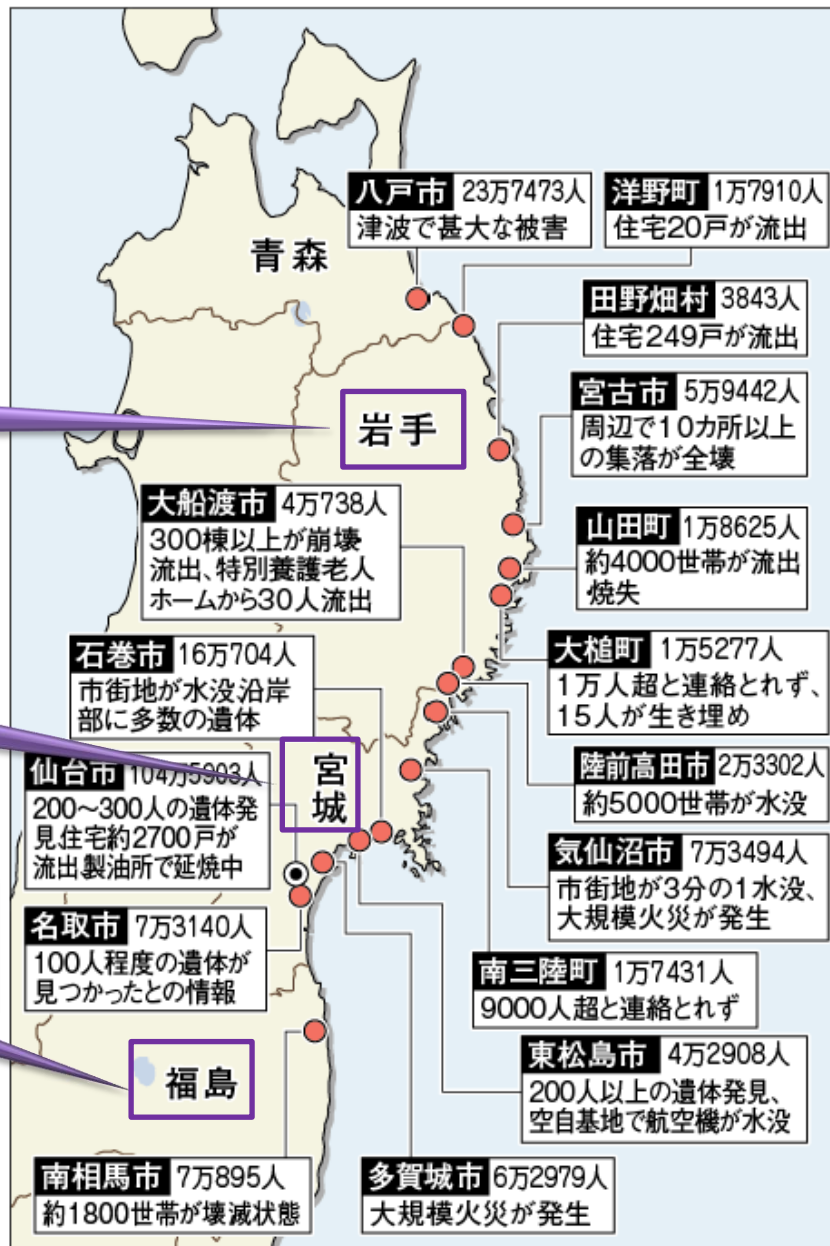 八戸市 23万7473人
津波で甚大な被害
洋野町 1万7910人
住宅20戸が流出
青森
田野畑村 3843人
住宅249戸が流出
宮古市 5万9442人
周辺で10カ所以上
の集落が全壊
岩手
大船渡市 4万738人
300棟以上が崩壊
流出、特別養護老人
ホームから30人流出
山田町 1万8625人
約4000世帯が流出
・焼失
石巻市 16万704人
市街地が水没、沿岸
部に多数の遺体
大槌町 1万5277人
1万人超と連絡とれず、
15人が生き埋め
宮城
仙台市 104万5903人
200〜300人の遺体発
見、住宅約2700戸が
流出、製油所で延焼中
陸前高田市 2万3302人
約5000世帯が水没
気仙沼市 7万3494人
市街地が3分の1水没、
大規模火災が発生
名取市 7万3140人
100人程度の遺体が
見つかったとの情報
南三陸町 1万7431人
9000人超と連絡とれず
東松島市 4万2908人
200人以上の遺体発見、
空自基地で航空機が水没
福島
南相馬市 7万895人
約1800世帯が壊滅状態
多賀城市 6万2979人
大規模火災が発生